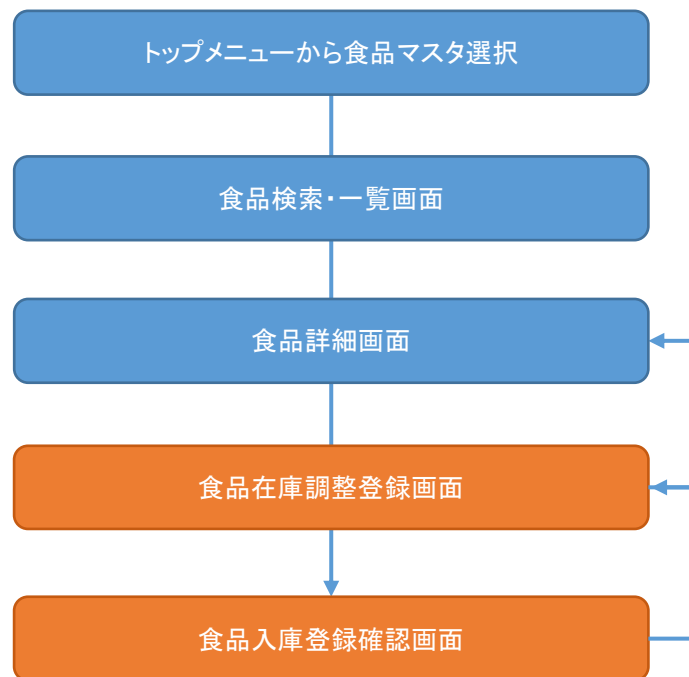 トップメニューから食品マスタ選択
食品検索・一覧画面
食品詳細画面
食品在庫調整登録画面
食品入庫登録確認画面